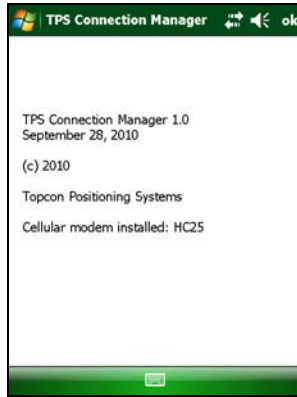 TPS Connection Manager ok
TPS Connection Manager 1.0
September 28, 2010
(c) 2010
Topcon Positioning Systems
Cellular modem installed: HC25